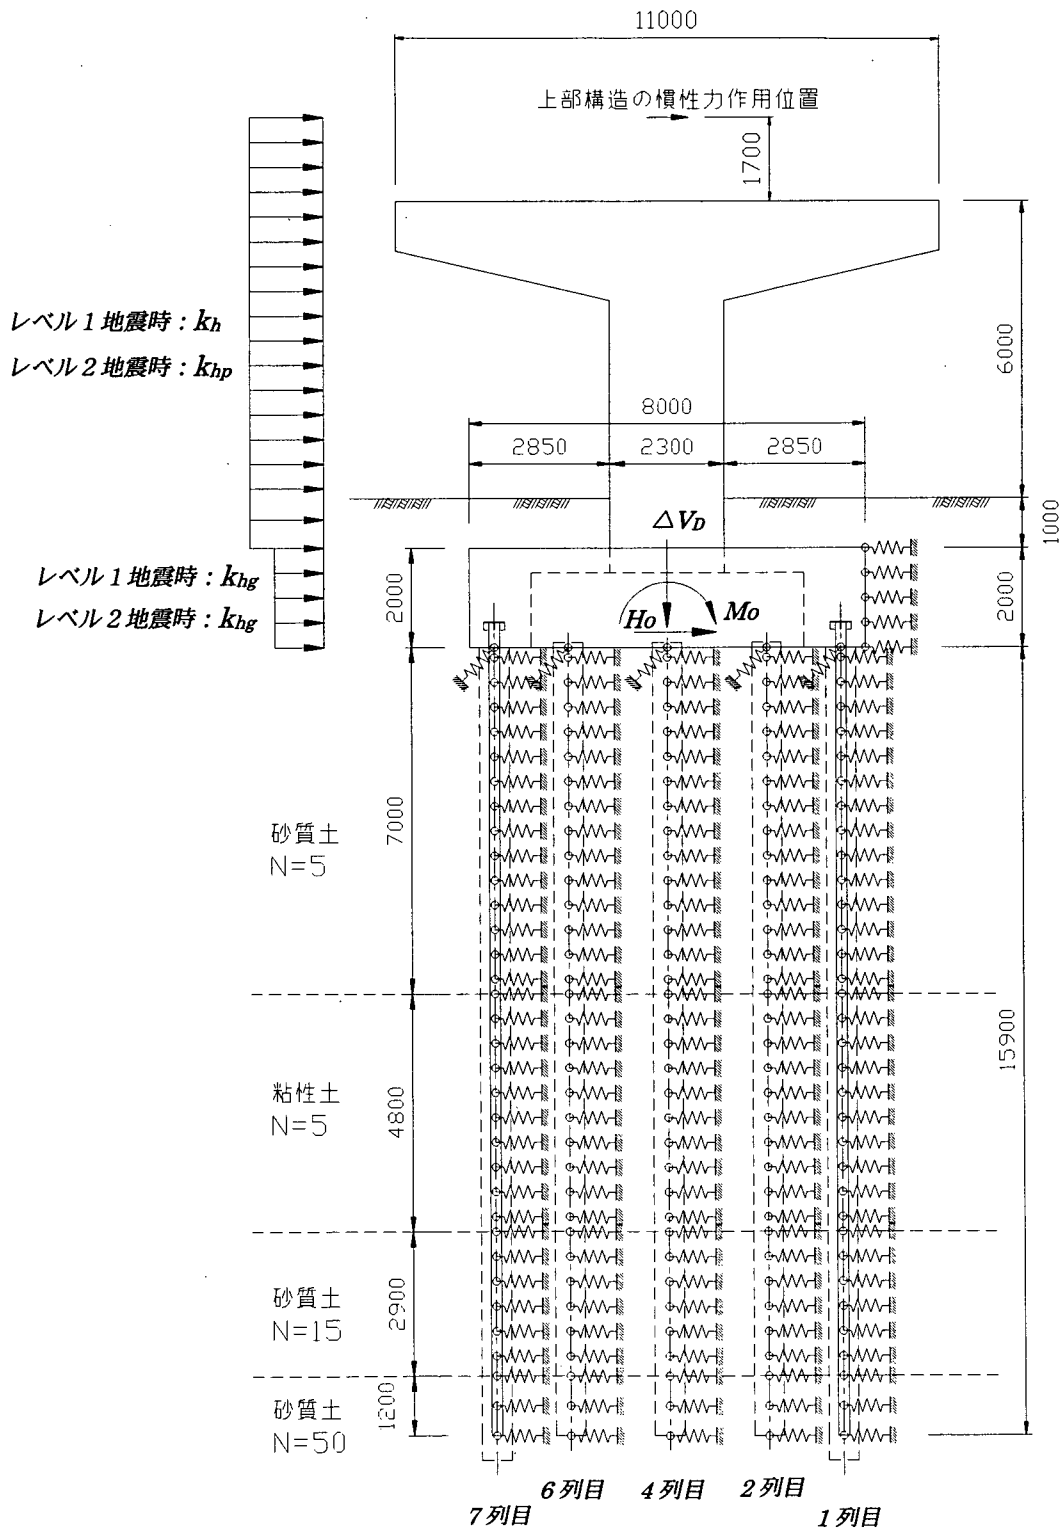 11000
上部構造の慣性力作用位置
1700
レベル1地震時：kh
レベル2地震時：khp
6000
8000
2850
2300
2850
△VD
1000
レベル1地震時：khg
レベル2地震時：khg
2000
Ho
Mo
2000
砂質土
N=5
7000
粘性土
N=5
4800
15900
砂質土
N=15
2900
砂質土
N=50
1200
6列目
4列目
2列目
7列目
1列目